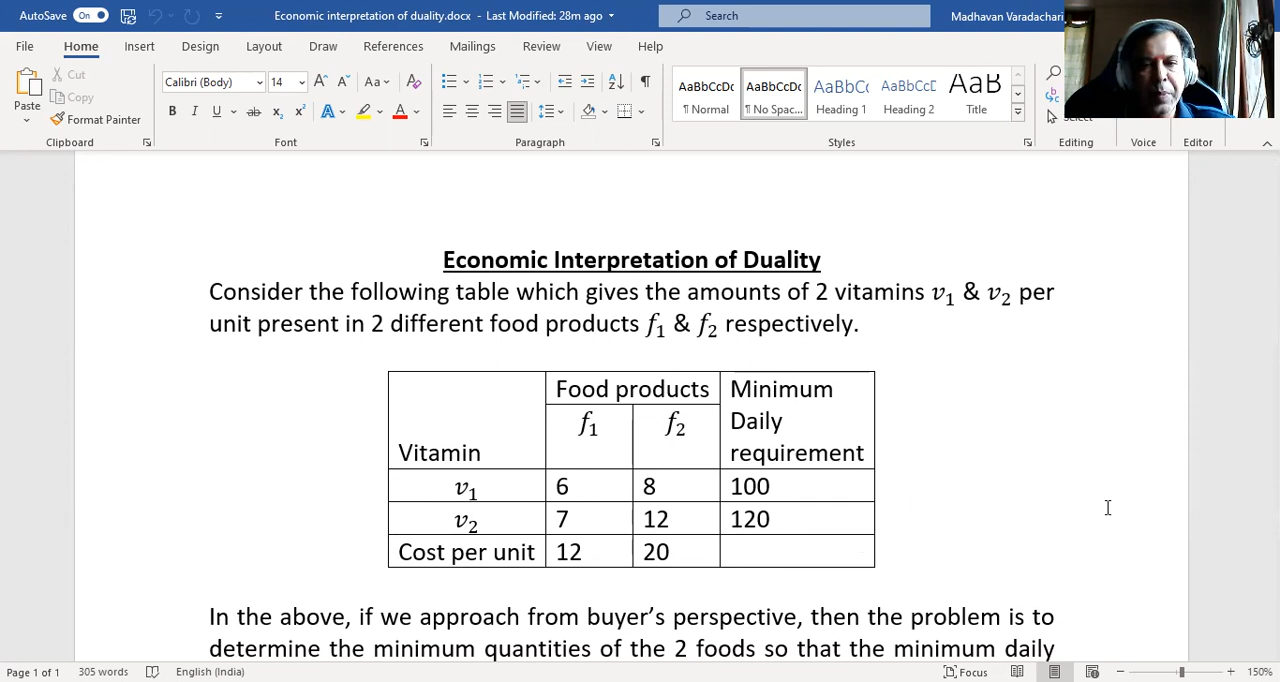 AutoSave On Economic interpretation of duality.docx - Last Modified: 28m ago Search Madhavan Varadachari
File Home Insert Design Layout Draw References Mailings Review View Help
Paste Cut Copy Format Painter
Calibri (Body) 14
AaBbCcDc AaBbCcDc AaBbCc AaBbCcD AaB
¶ Normal ¶ No Spac... Heading 1 Heading 2 Title
Clipboard Font Paragraph Styles Editing Voice Editor
Economic Interpretation of Duality
Consider the following table which gives the amounts of 2 vitamins v₁ & v₂ per
unit present in 2 different food products f₁ & f₂ respectively.
Vitamin Food products Minimum Daily requirement
f₁ f₂
v₁ 6 8 100
v₂ 7 12 120
Cost per unit 12 20
In the above, if we approach from buyer's perspective, then the problem is to
determine the minimum quantities of the 2 foods so that the minimum daily
Page 1 of 1 305 words English (India) Focus 150%